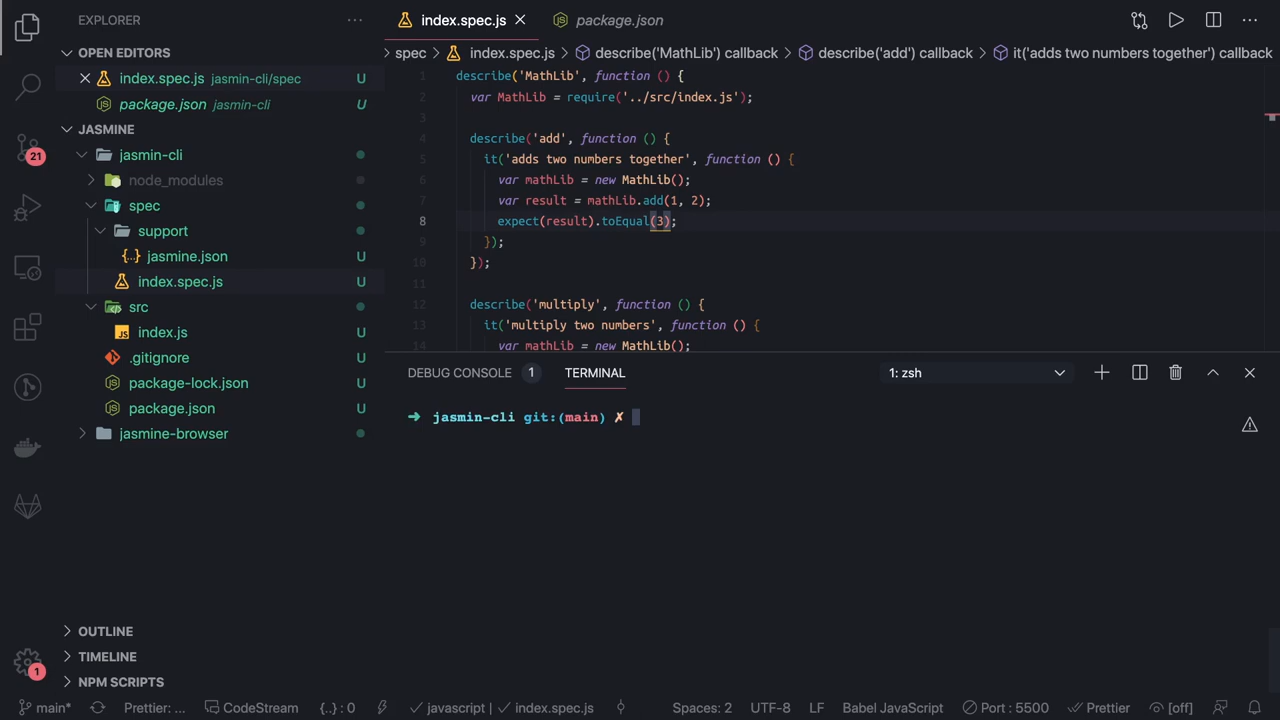 EXPLORER
OPEN EDITORS
index.spec.js jasmin-cli/spec U
package.json jasmin-cli U
JASMINE
jasmin-cli
node_modules
spec
support
{..} jasmine.json U
index.spec.js U
src
JS index.js U
.gitignore U
package-lock.json U
package.json U
jasmine-browser
21
OUTLINE
TIMELINE
NPM SCRIPTS
1
index.spec.js package.json
spec > index.spec.js > describe('MathLib') callback > describe('add') callback > it('adds two numbers together') callback
1 describe('MathLib', function () {
2 var MathLib = require('../src/index.js');
3
4 describe('add', function () {
5 it('adds two numbers together', function () {
6 var mathLib = new MathLib();
7 var result = mathLib.add(1, 2);
8 expect(result).toEqual(3);
9 });
10 });
11
12 describe('multiply', function () {
13 it('multiply two numbers', function () {
14 var mathLib = new MathLib();
DEBUG CONSOLE 1 TERMINAL 1: zsh
➜ jasmin-cli git:(main) ✗
main* Prettier: ... CodeStream {..} : 0 javascript | index.spec.js Spaces: 2 UTF-8 LF Babel JavaScript Port : 5500 Prettier [off]